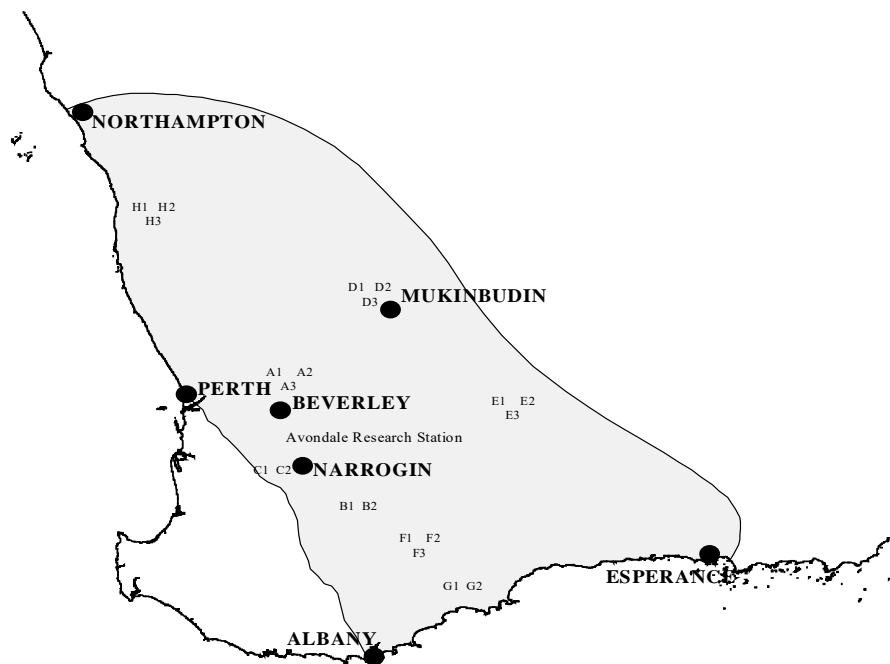 NORTHAMPTON
H1 H2
H3
D1 D2
D3
MUKINBUDIN
A1 A2
A3
PERTH
BEVERLEY
E1 E2
E3
Avondale Research Station
C1 C2
NARROGIN
B1 B2
F1 F2
F3
ESPERANCE
G1 G2
ALBANY